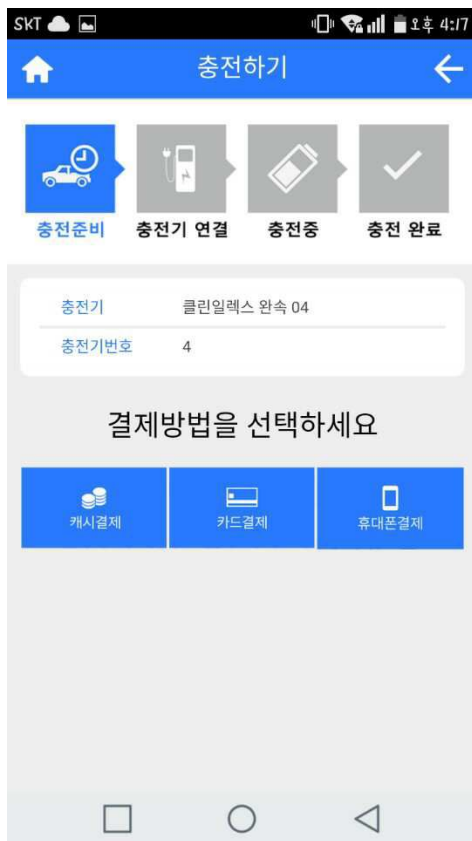 SKT 오후 4:17
충전하기
충전준비 충전기 연결 충전중 충전 완료
충전기 클린일렉스 완속 04
충전기번호 4
결제방법을 선택하세요
캐시결제 카드결제 휴대폰결제